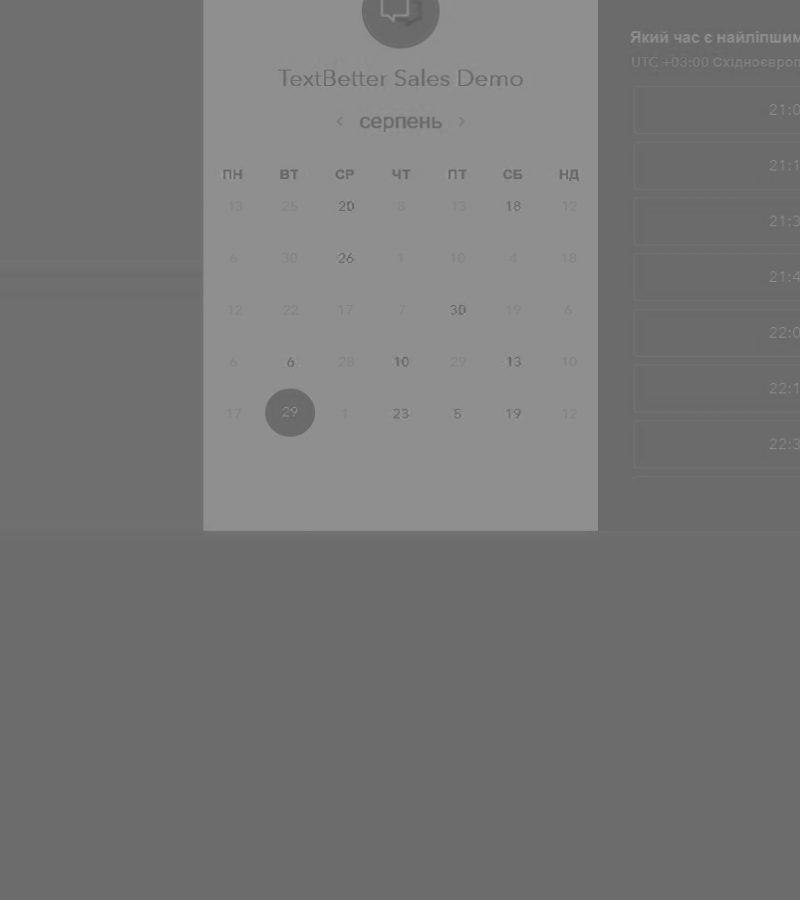 TextBetter Sales Demo
‹ серпень ›
ПН ВТ СР ЧТ ПТ СБ НД
13 25 20 8 13 18 12
6 30 26 1 10 4 18
12 22 17 7 30 19 6
6 6 28 10 29 13 10
17 29 1 23 5 19 12
Який час є найліпшим
UTC +03:00 Східноєвроп
21:0
21:1
21:3
21:4
22:0
22:1
22:3